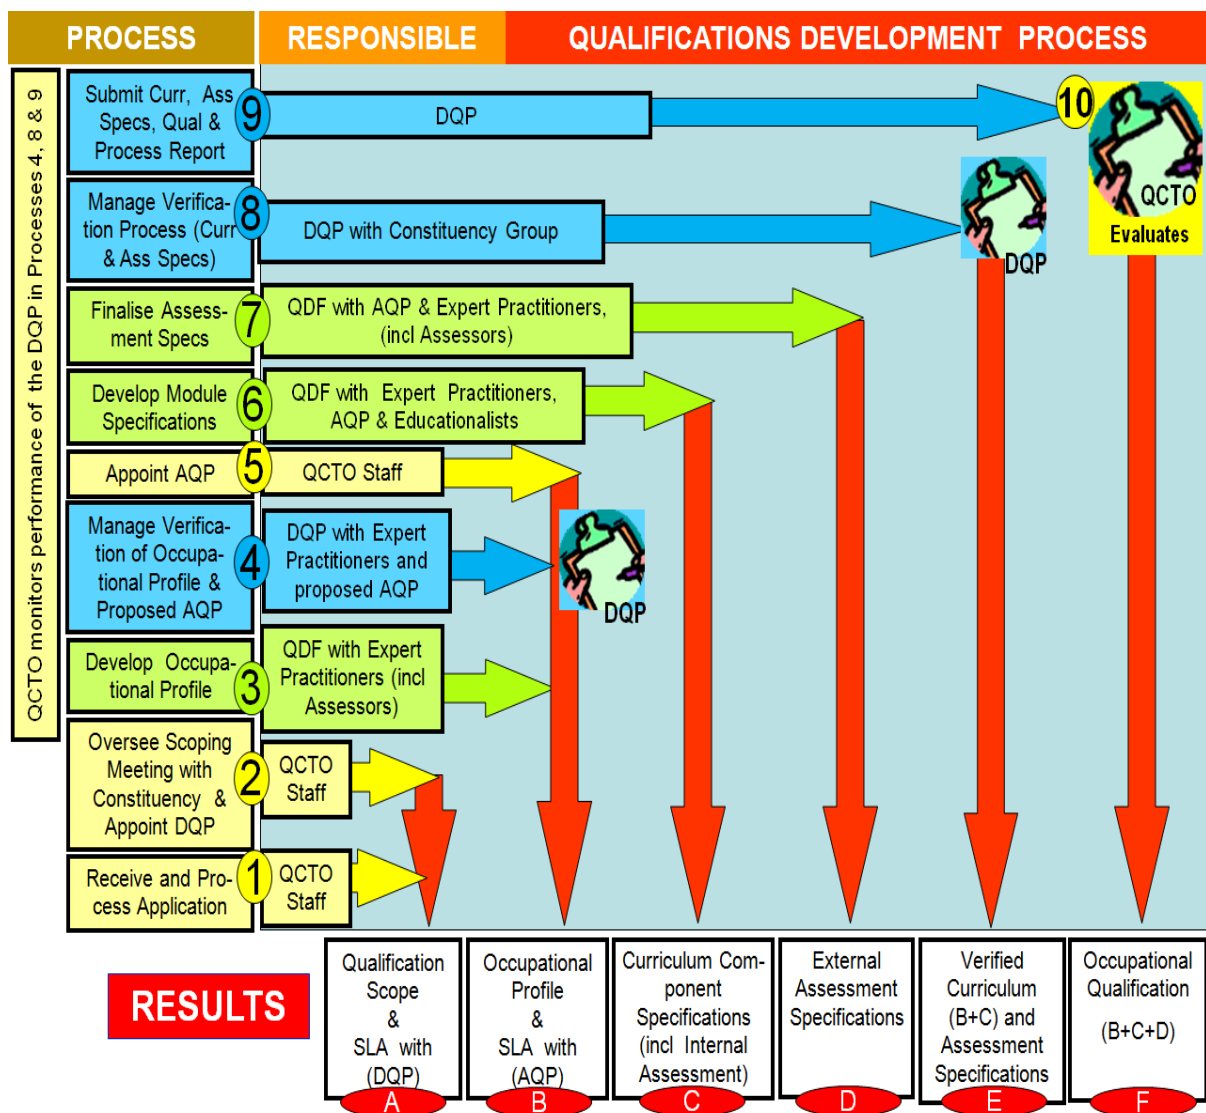 PROCESS
RESPONSIBLE
QUALIFICATIONS DEVELOPMENT PROCESS
QCTO monitors performance of the DQP in Processes 4, 8 & 9
Submit Curr, Ass
Specs, Qual &
Process Report
9
DQP
10
QCTO
Evaluates
Manage Verifica-
tion Process (Curr
& Ass Specs)
8
DQP with Constituency Group
DQP
Finalise Assess-
ment Specs
7
QDF with AQP & Expert Practitioners,
(incl Assessors)
Develop Module
Specifications
6
QDF with Expert Practitioners,
AQP & Educationalists
Appoint AQP
5
QCTO Staff
Manage Verifica-
tion of Occupa-
tional Profile &
Proposed AQP
4
DQP with Expert
Practitioners and
proposed AQP
DQP
Develop Occupa-
tional Profile
3
QDF with Expert
Practitioners (incl
Assessors)
Oversee Scoping
Meeting with
Constituency &
Appoint DQP
2
QCTO
Staff
Receive and Pro-
cess Application
1
QCTO
Staff
RESULTS
Qualification
Scope
&
SLA with
(DQP)
A
Occupational
Profile
&
SLA with
(AQP)
B
Curriculum Com-
ponent
Specifications
(incl Internal
Assessment)
C
External
Assessment
Specifications
D
Verified
Curriculum
(B+C) and
Assessment
Specifications
E
Occupational
Qualification
(B+C+D)
F